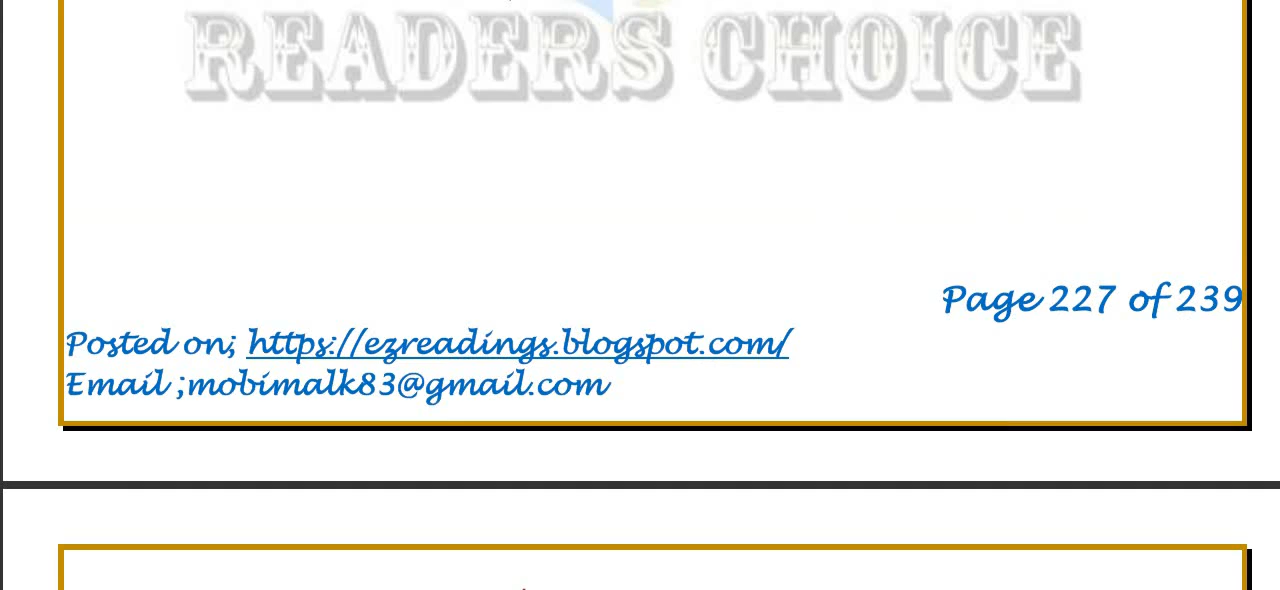 READERS CHOICE
Page 227 of 239
Posted on; https://ezreadings.blogspot.com/
Email ;mobimalk83@gmail.com